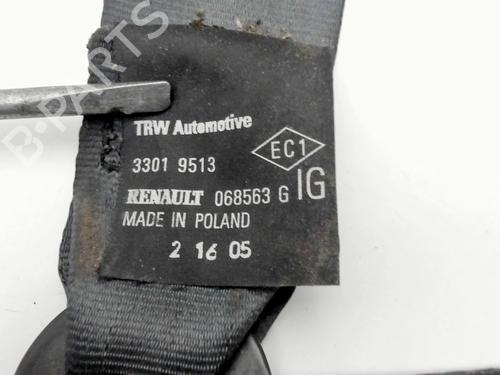 TRW Automotive
3301 9513
EC1
RENAULT 068563 G IG
MADE IN POLAND
2 16 05
B-PARTS